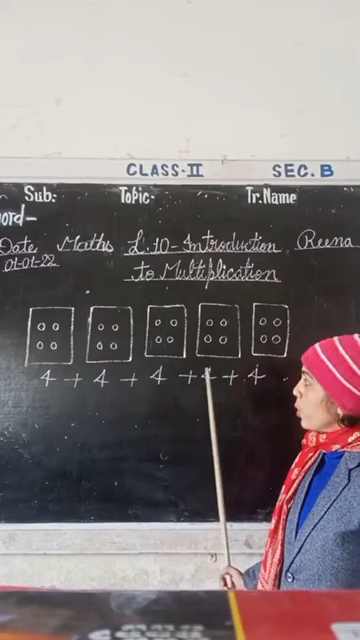 CLASS-II SEC. B
Sub: Topic- Tr. Name
Date Maths L.10-Introduction Reena
01-01-22 to Multiplication
4 + 4 + 4 + 4 + 4